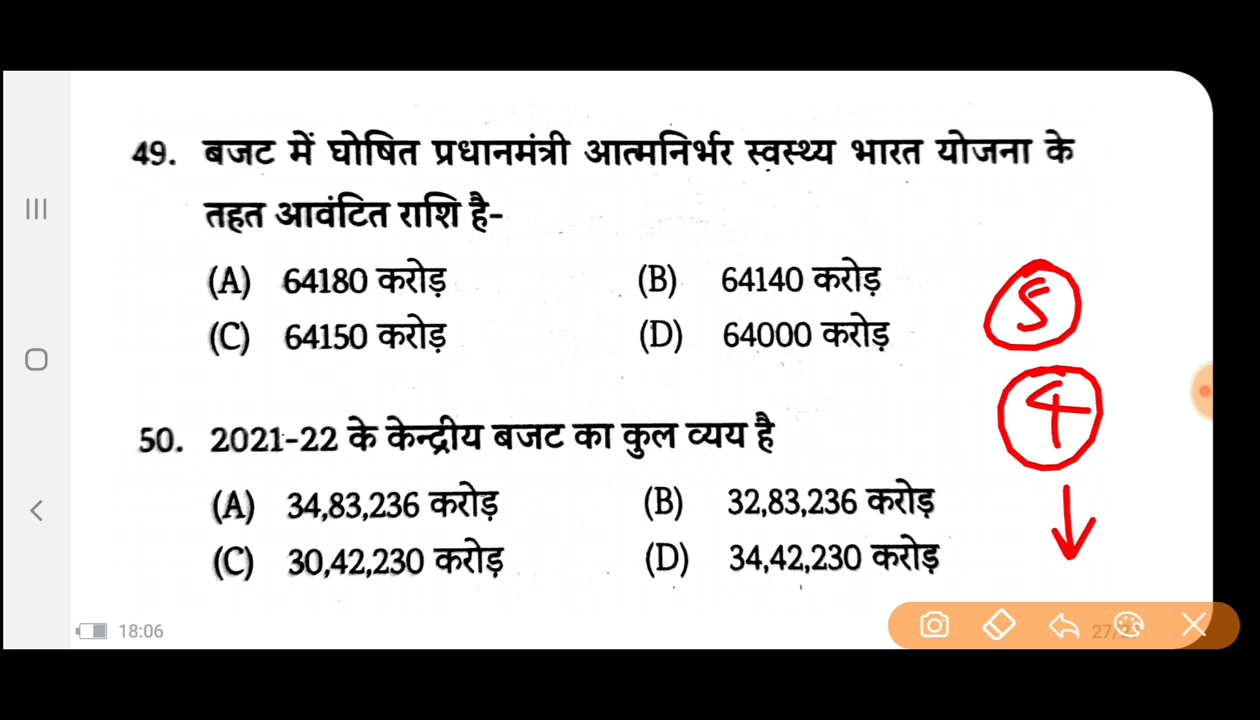 49. बजट में घोषित प्रधानमंत्री आत्मनिर्भर स्वस्थ्य भारत योजना के
तहत आवंटित राशि है-
(A) 64180 करोड़ (B) 64140 करोड़
(C) 64150 करोड़ (D) 64000 करोड़
5
4
50. 2021-22 के केन्द्रीय बजट का कुल व्यय है
(A) 34,83,236 करोड़ (B) 32,83,236 करोड़
(C) 30,42,230 करोड़ (D) 34,42,230 करोड़
18:06